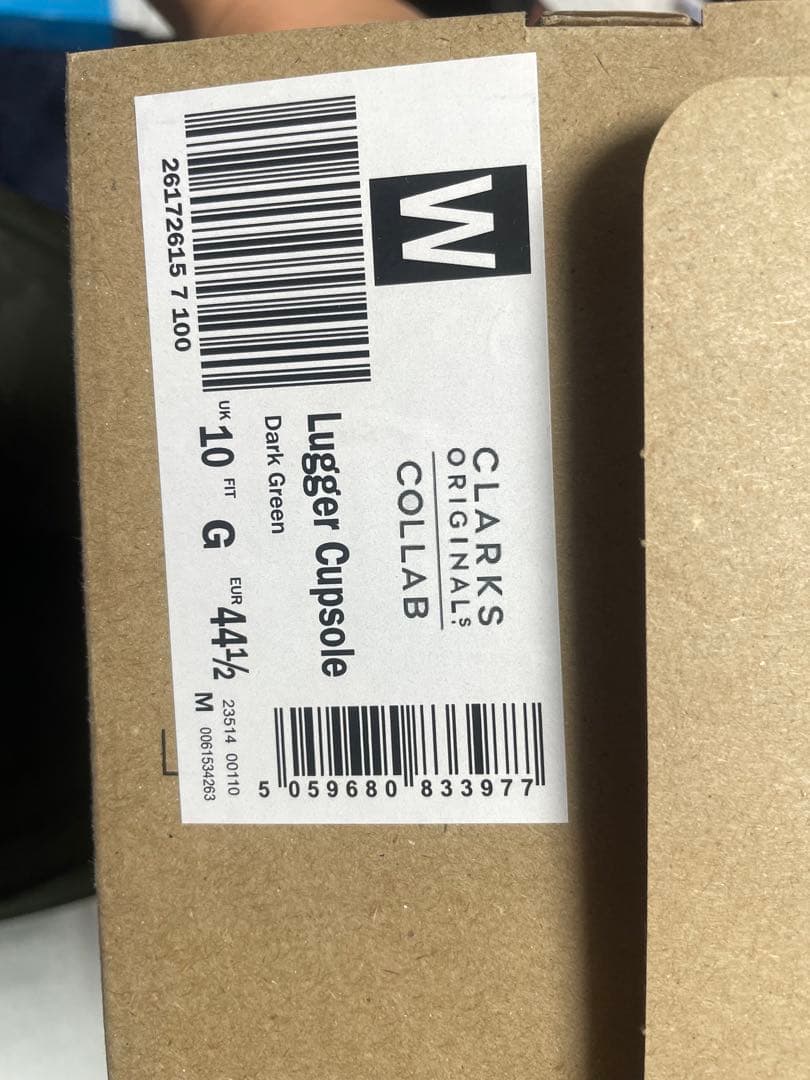 W
CLARKS
ORIGINALS.
COLLAB
26172615 7 100
Lugger Cupsole
Dark Green
UK 10 FIT G EUR 44½ M
23514 00110
0061534263
5 059680 833977